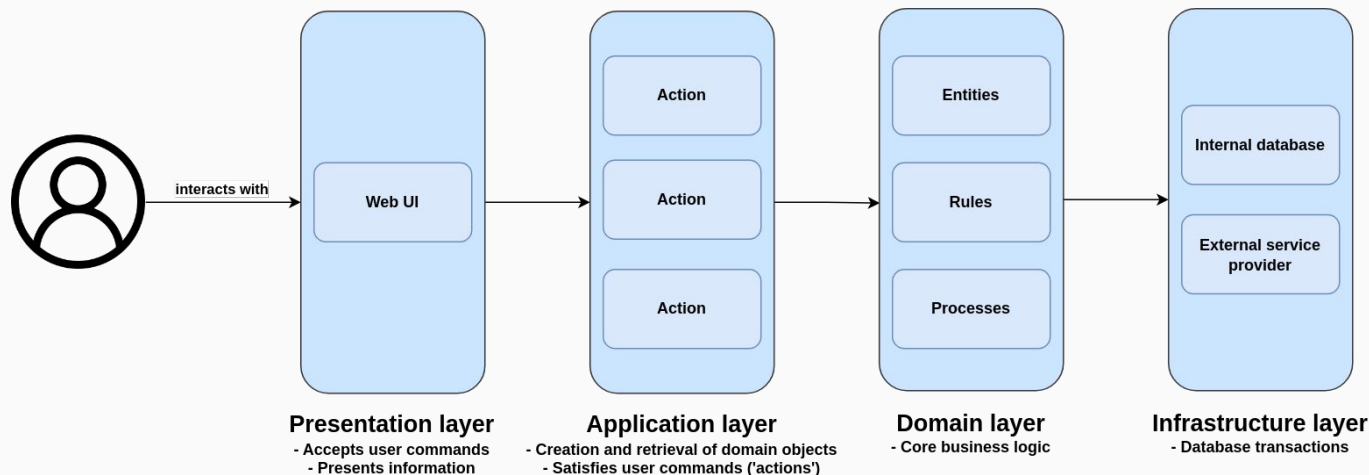 interacts with
Web UI
Presentation layer
- Accepts user commands
- Presents information
Action
Action
Action
Application layer
- Creation and retrieval of domain objects
- Satisfies user commands ('actions')
Entities
Rules
Processes
Domain layer
- Core business logic
Internal database
External service
provider
Infrastructure layer
- Database transactions